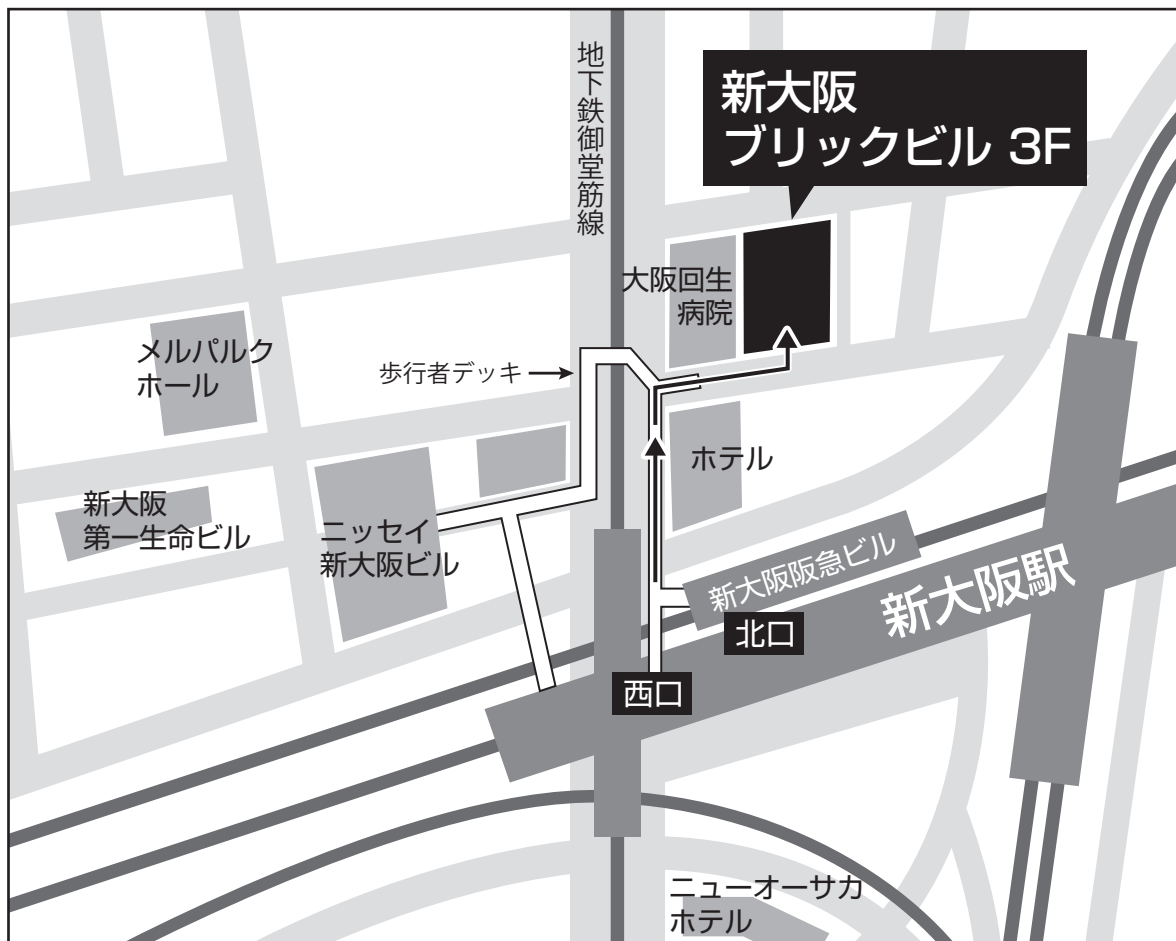 地下鉄御堂筋線
新大阪
ブリックビル 3F
大阪回生
病院
メルパルク
ホール
歩行者デッキ
ホテル
新大阪
第一生命ビル
ニッセイ
新大阪ビル
新大阪阪急ビル
新大阪駅
北口
西口
ニューオーサカ
ホテル